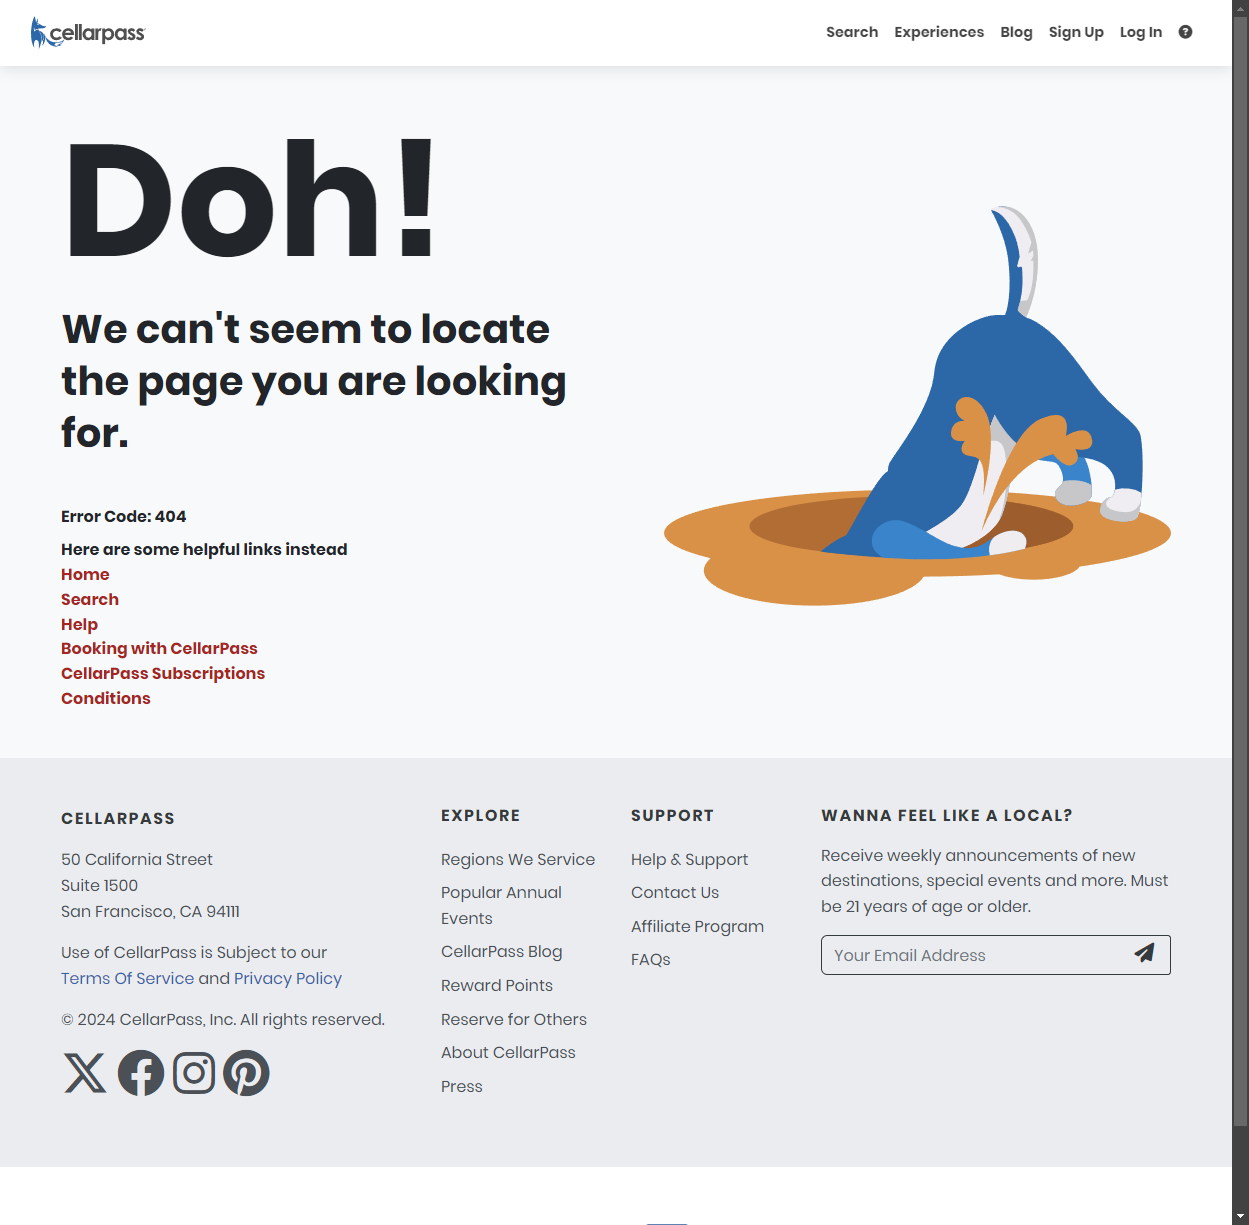 cellarpass
Search Experiences Blog Sign Up Log In ?
Doh!
We can't seem to locate
the page you are looking
for.
Error Code: 404
Here are some helpful links instead
Home
Search
Help
Booking with CellarPass
CellarPass Subscriptions
Conditions
CELLARPASS
50 California Street
Suite 1500
San Francisco, CA 94111
Use of CellarPass is Subject to our
Terms Of Service and Privacy Policy
© 2024 CellarPass, Inc. All rights reserved.
EXPLORE
Regions We Service
Popular Annual
Events
CellarPass Blog
Reward Points
Reserve for Others
About CellarPass
Press
SUPPORT
Help & Support
Contact Us
Affiliate Program
FAQs
WANNA FEEL LIKE A LOCAL?
Receive weekly announcements of new
destinations, special events and more. Must
be 21 years of age or older.
Your Email Address